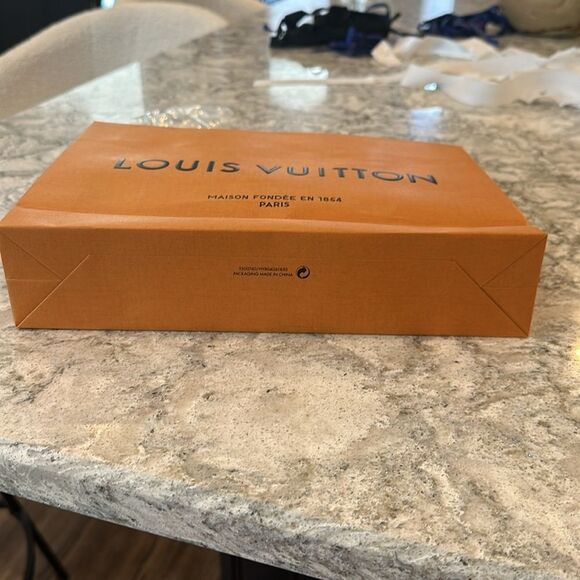 LOUIS VUITTON
MAISON FONDÉE EN 1854
PARIS
PACKAGING MADE IN CHINA